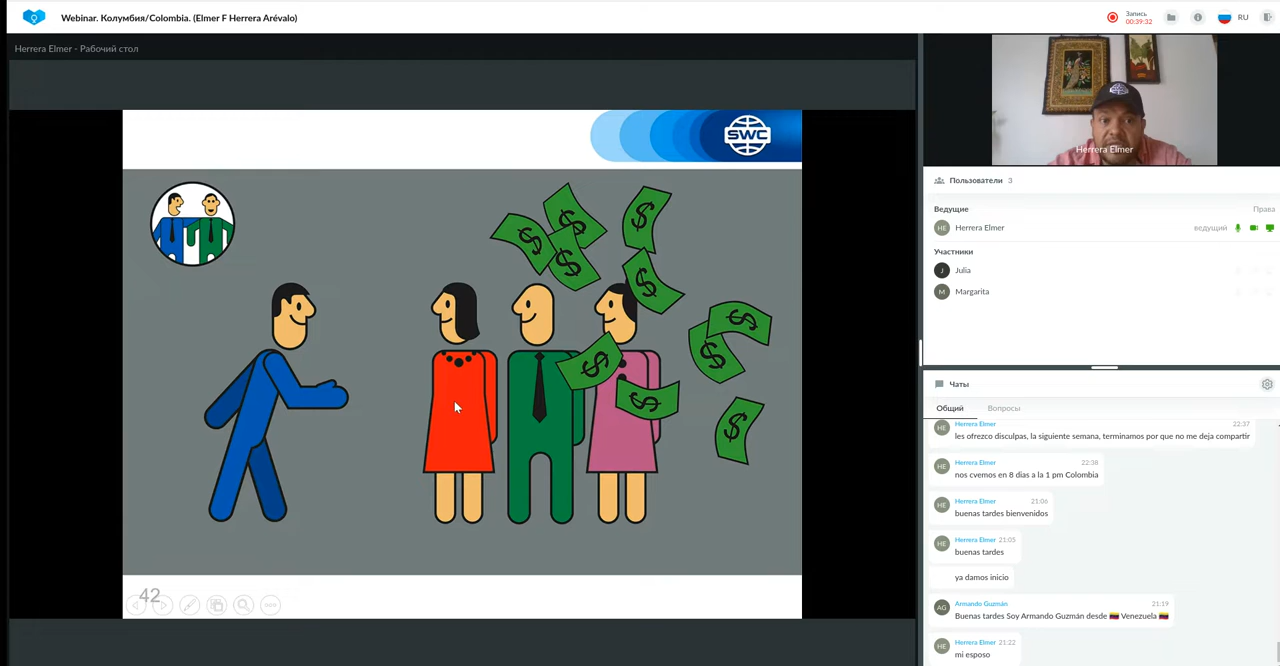 Webinar. Колумбия/Colombia. (Elmer F Herrera Arévalo)
Запись
00:39:32
RU
Herrera Elmer - Рабочий стол
SWC
$ $ $ $ $ $ $ $ $ $
42
Herrera Elmer
Пользователи 3
Ведущие Права
HE Herrera Elmer ведущий
Участники
J Julia
M Margarita
Чаты
Общий Вопросы
HE Herrera Elmer 22:37
les ofrezco disculpas, la siguiente semana, terminamos por que no me deja compartir
HE Herrera Elmer 22:38
nos cvemos en 8 dias a la 1 pm Colombia
HE Herrera Elmer 21:06
buenas tardes bienvenidos
HE Herrera Elmer 21:05
buenas tardes
ya damos inicio
AG Armando Guzmán 21:19
Buenas tardes Soy Armando Guzmán desde 🇻🇪 Venezuela 🇻🇪
HE Herrera Elmer 21:22
mi esposo